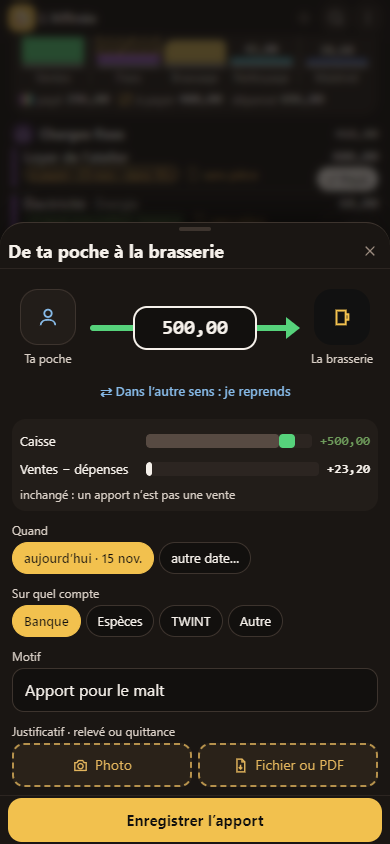 De ta poche à la brasserie
500,00
Ta poche
La brasserie
⇄ Dans l'autre sens : je reprends
Caisse +500,00
Ventes − dépenses +23,20
inchangé : un apport n'est pas une vente
Quand
aujourd'hui · 15 nov. autre date...
Sur quel compte
Banque Espèces TWINT Autre
Motif
Apport pour le malt
Justificatif · relevé ou quittance
Photo Fichier ou PDF
Enregistrer l'apport